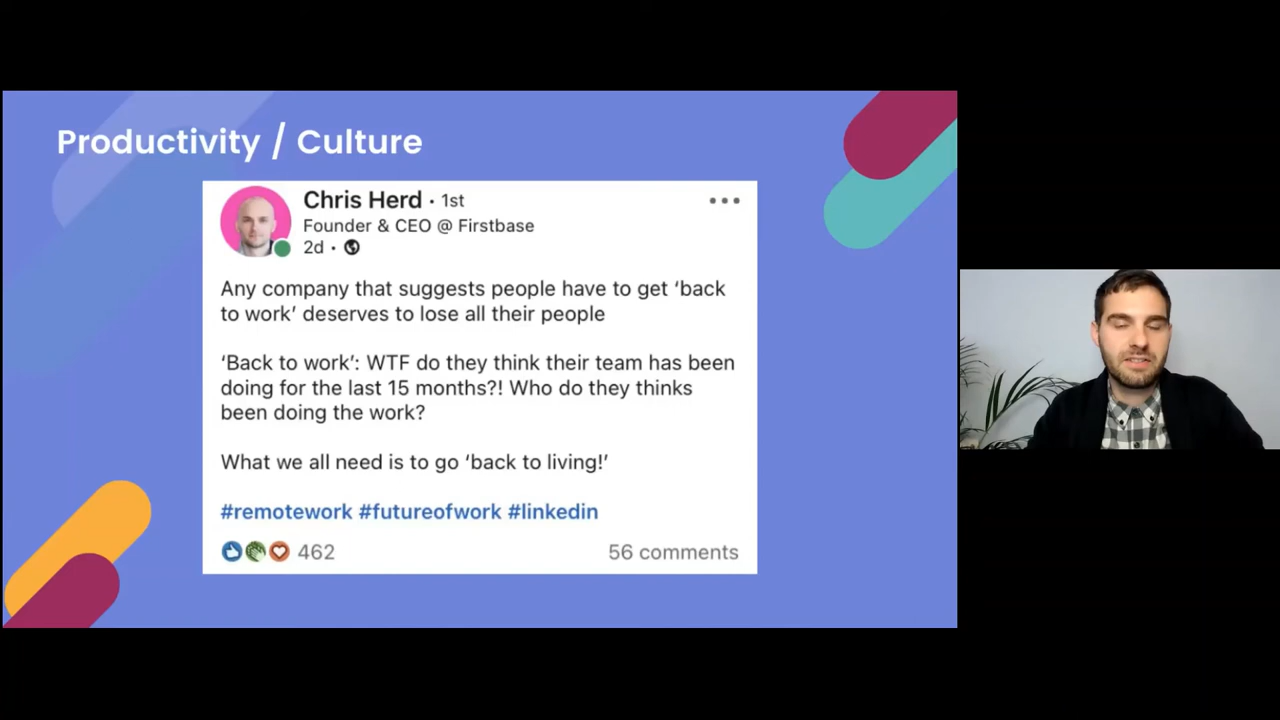 Productivity / Culture
Chris Herd · 1st
Founder & CEO @ Firstbase
2d ·
Any company that suggests people have to get ‘back
to work’ deserves to lose all their people
‘Back to work’: WTF do they think their team has been
doing for the last 15 months?! Who do they thinks
been doing the work?
What we all need is to go ‘back to living!’
#remotework #futureofwork #linkedin
462
56 comments